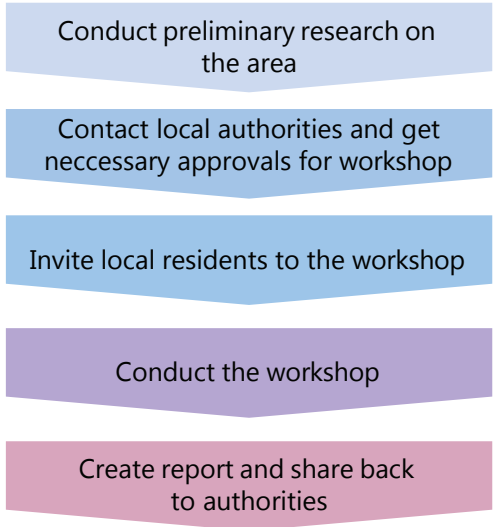 Conduct preliminary research on
the area
Contact local authorities and get
neccessary approvals for workshop
Invite local residents to the workshop
Conduct the workshop
Create report and share back
to authorities